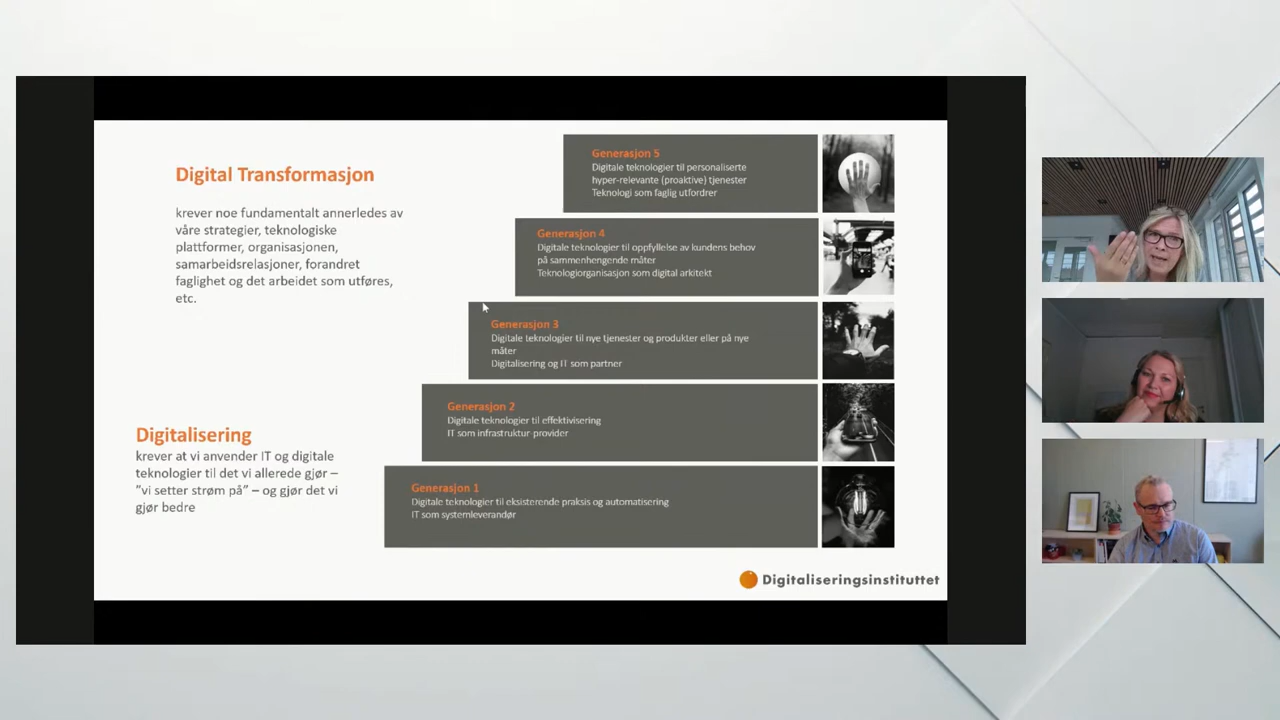 Digital Transformasjon
krever noe fundamentalt annerledes av
våre strategier, teknologiske
plattformer, organisasjonen,
samarbeidsrelasjoner, forandret
faglighet og det arbeidet som utføres,
etc.
Digitalisering
krever at vi anvender IT og digitale
teknologier til det vi allerede gjør –
”vi setter strøm på” – og gjør det vi
gjør bedre
Generasjon 5
Digitale teknologier til personaliserte
hyper-relevante (proaktive) tjenester
Teknologi som faglig utfordrer
Generasjon 4
Digitale teknologier til oppfyllelse av kundens behov
på sammenhengende måter
Teknologiorganisasjon som digital arkitekt
Generasjon 3
Digitale teknologier til nye tjenester og produkter eller på nye
måter
Digitalisering og IT som partner
Generasjon 2
Digitale teknologier til effektivisering
IT som infrastruktur-provider
Generasjon 1
Digitale teknologier til eksisterende praksis og automatisering
IT som systemleverandør
Digitaliseringsinstituttet